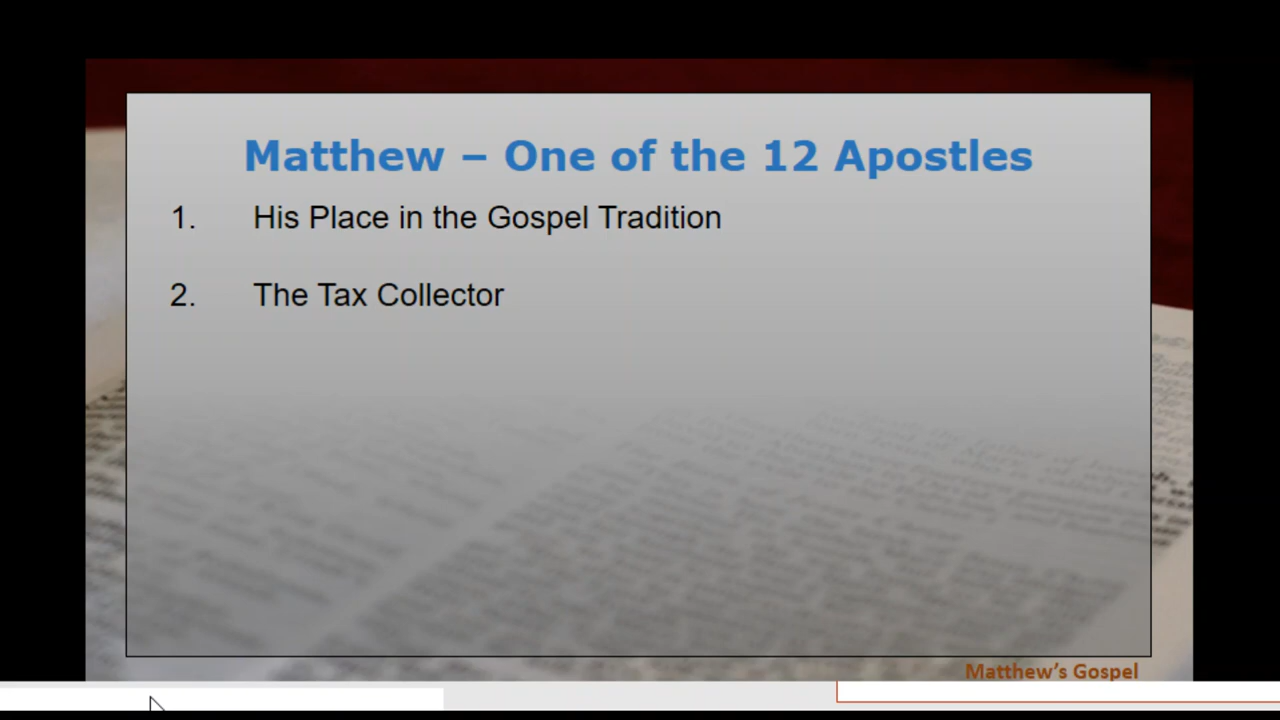 Matthew – One of the 12 Apostles
1. His Place in the Gospel Tradition
2. The Tax Collector
Matthew's Gospel